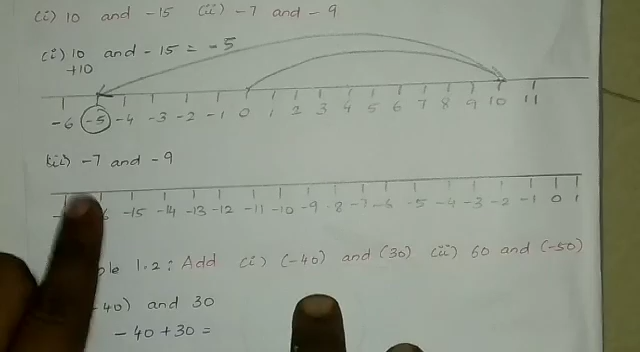 (i) 10 and -15 (ii) -7 and -9
(i) 10 and -15 = -5
+10
-6 -5 -4 -3 -2 -1 0 1 2 3 4 5 6 7 8 9 10 11
(ii) -7 and -9
-15 -14 -13 -12 -11 -10 -9 -8 -7 -6 -5 -4 -3 -2 -1 0 1
1.2: Add (i) (-40) and (30) (ii) 60 and (-50)
40) and 30
-40 + 30 =